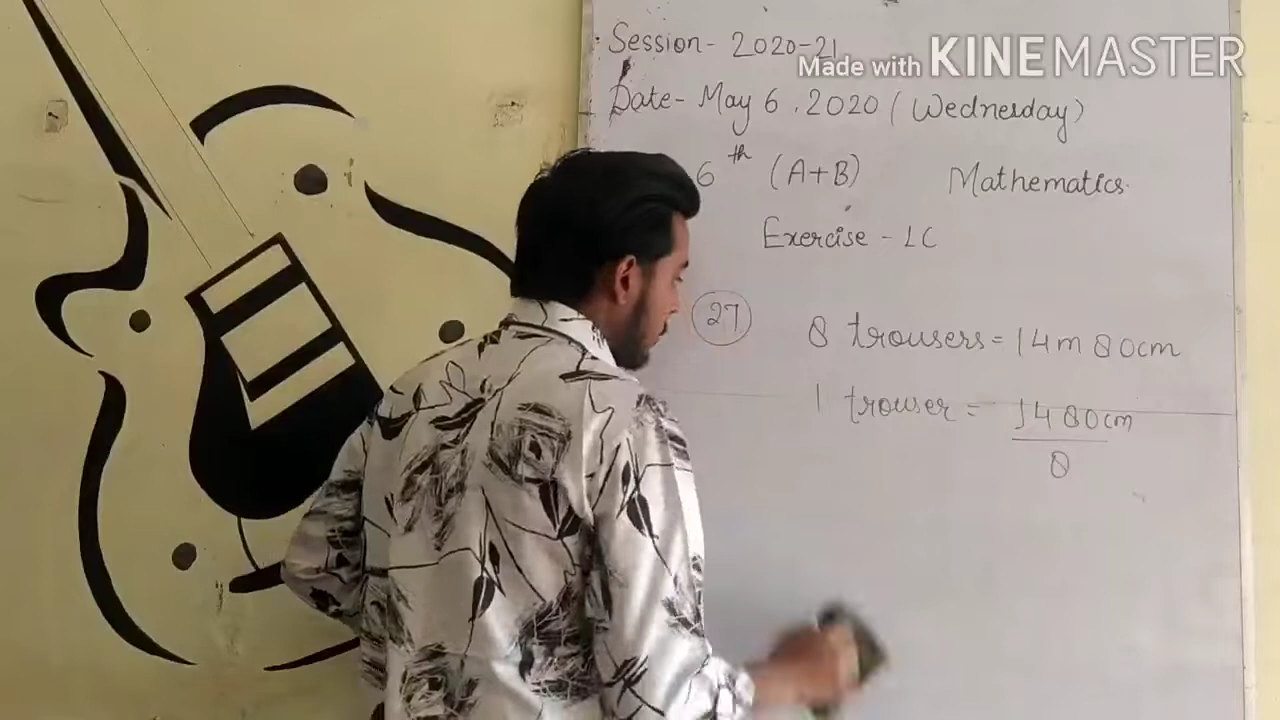 Session- 2020-21
Made with KINEMASTER
Date- May 6, 2020 (Wednesday)
6th (A+B) Mathematics
Exercise - 1C
27 8 trousers = 14m 80cm
1 trouser = 1480cm
8